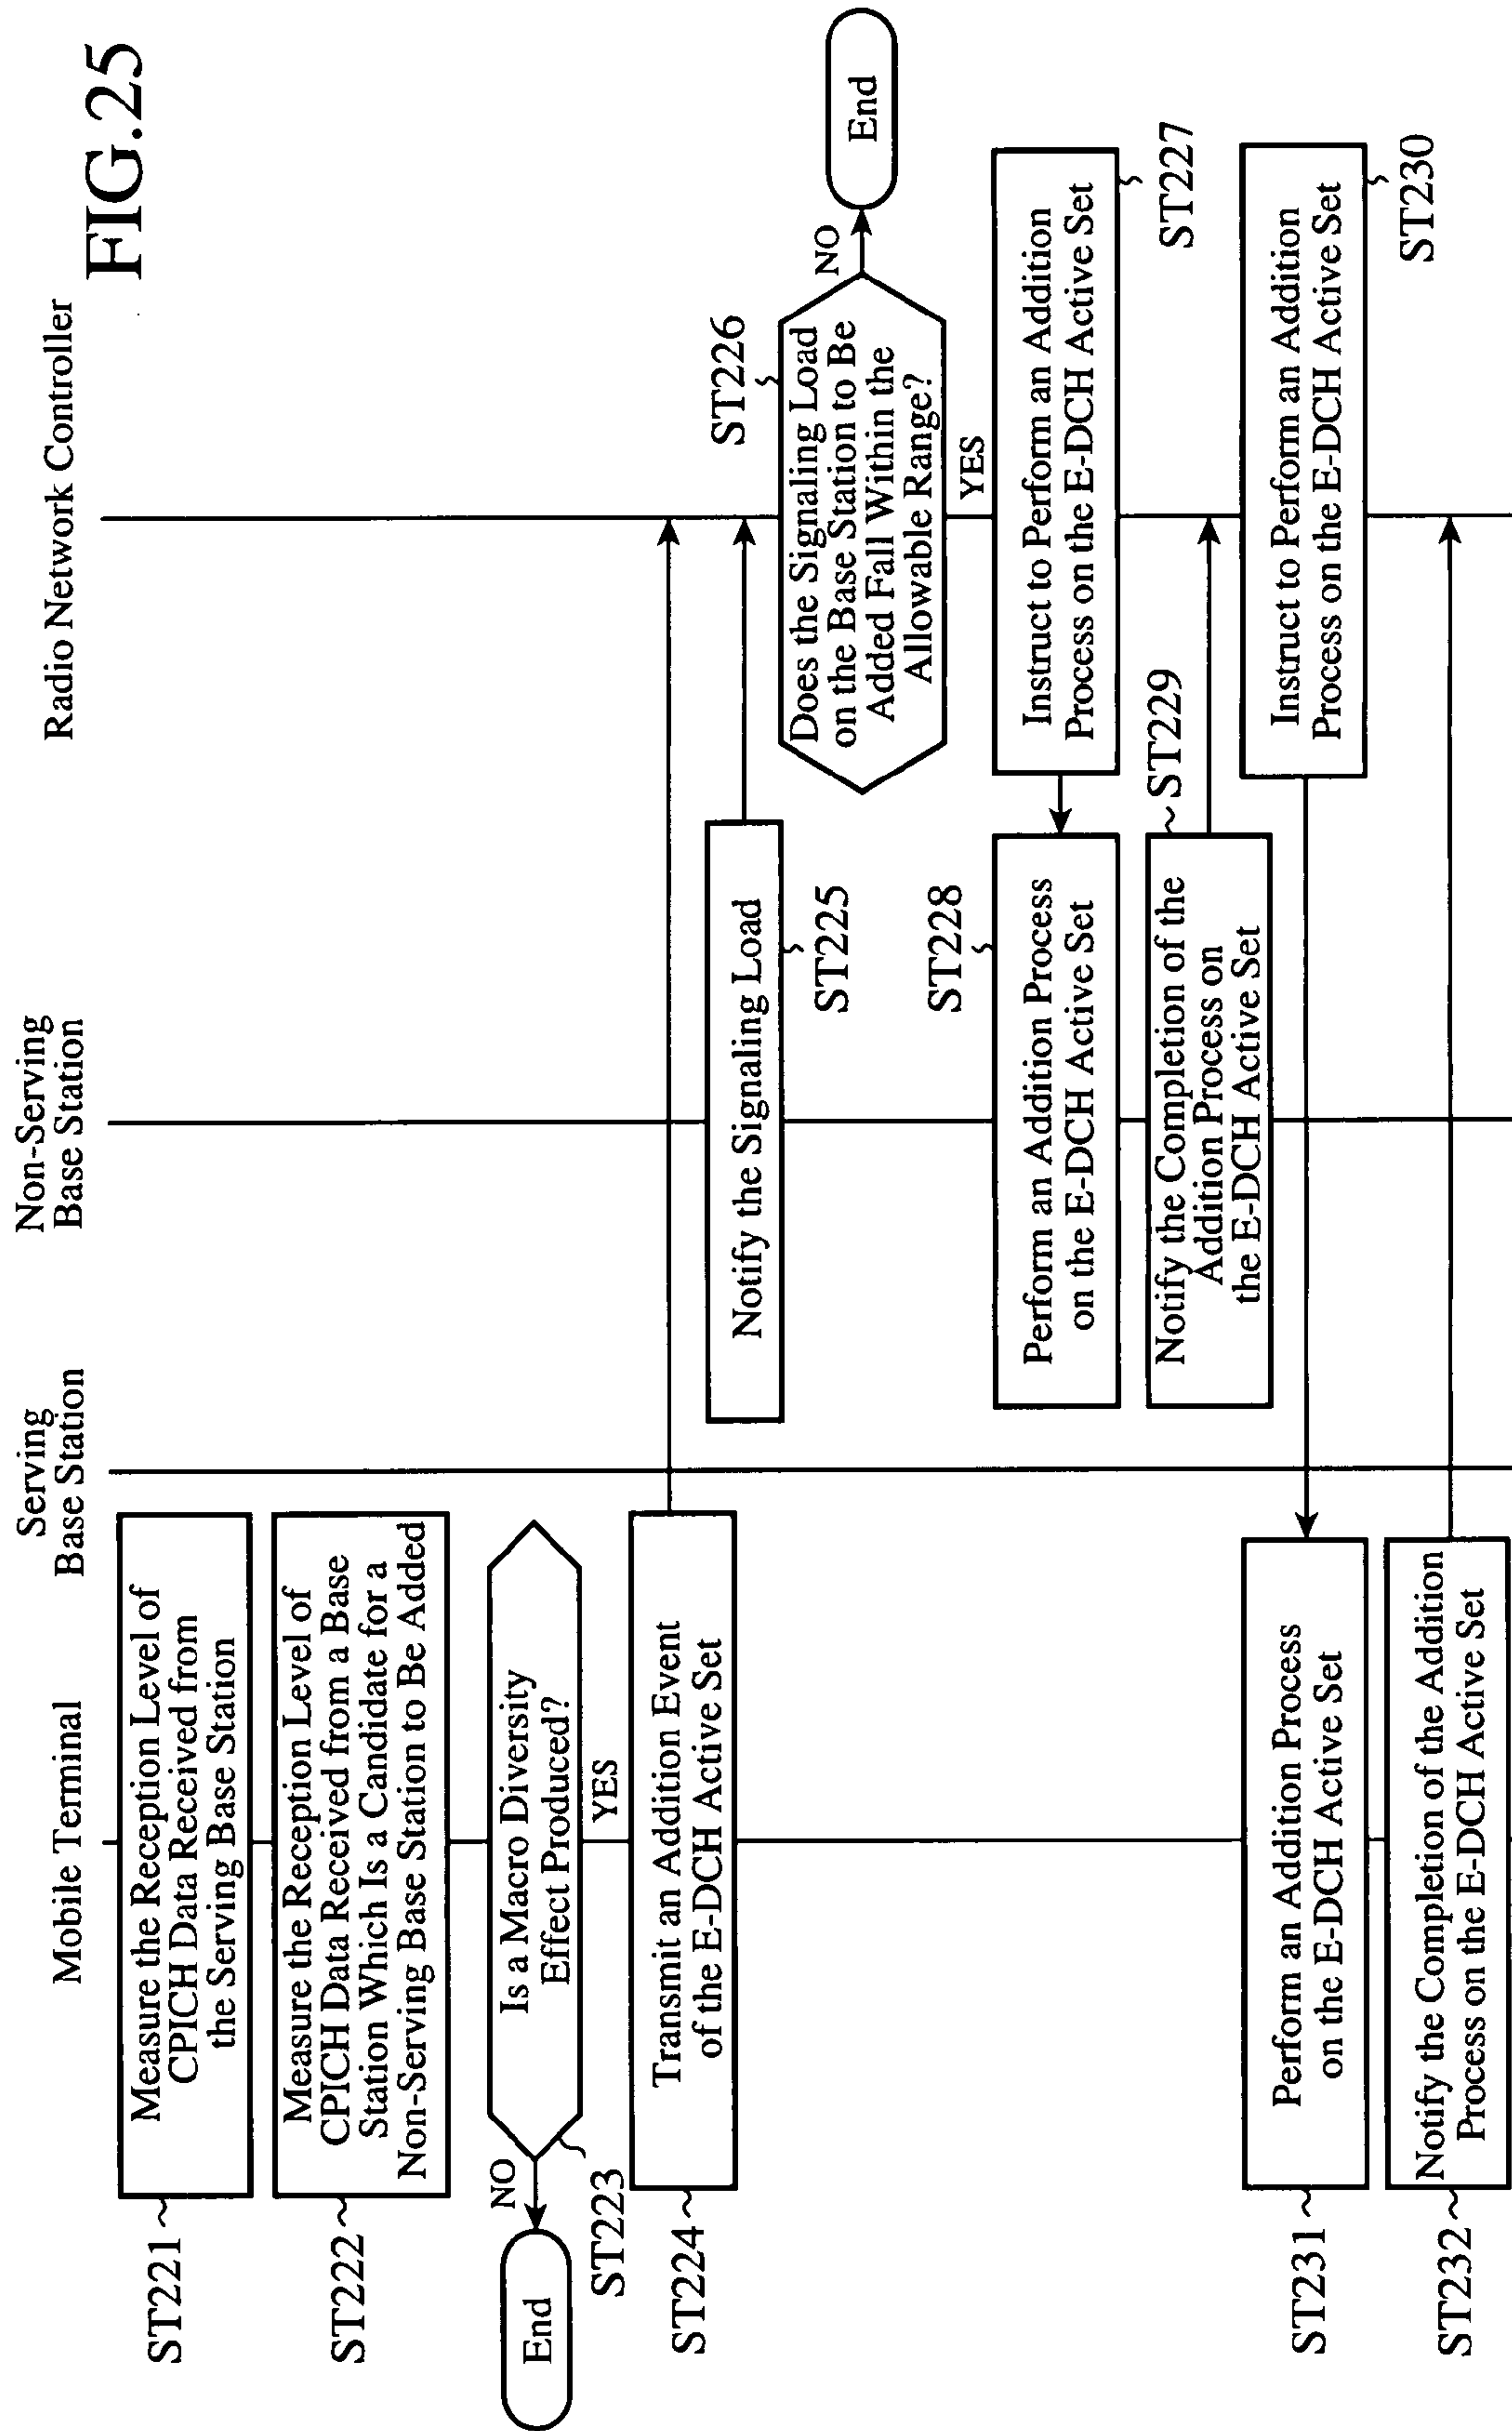 FIG.25
Mobile Terminal
Serving
Base Station
Non-Serving
Base Station
Radio Network Controller
ST221
Measure the Reception Level of
CPICH Data Received from
the Serving Base Station
ST222
Measure the Reception Level of
CPICH Data Received from a Base
Station Which Is a Candidate for a
Non-Serving Base Station to Be Added
Is a Macro Diversity
Effect Produced?
NO
End
ST223
YES
ST224
Transmit an Addition Event
of the E-DCH Active Set
Notify the Signaling Load
ST225
ST226
Does the Signaling Load
on the Base Station to Be
Added Fall Within the
Allowable Range?
NO
End
YES
Instruct to Perform an Addition
Process on the E-DCH Active Set
ST227
ST228
Perform an Addition Process
on the E-DCH Active Set
ST229
Notify the Completion of the
Addition Process on
the E-DCH Active Set
Instruct to Perform an Addition
Process on the E-DCH Active Set
ST230
ST231
Perform an Addition Process
on the E-DCH Active Set
ST232
Notify the Completion of the Addition
Process on the E-DCH Active Set